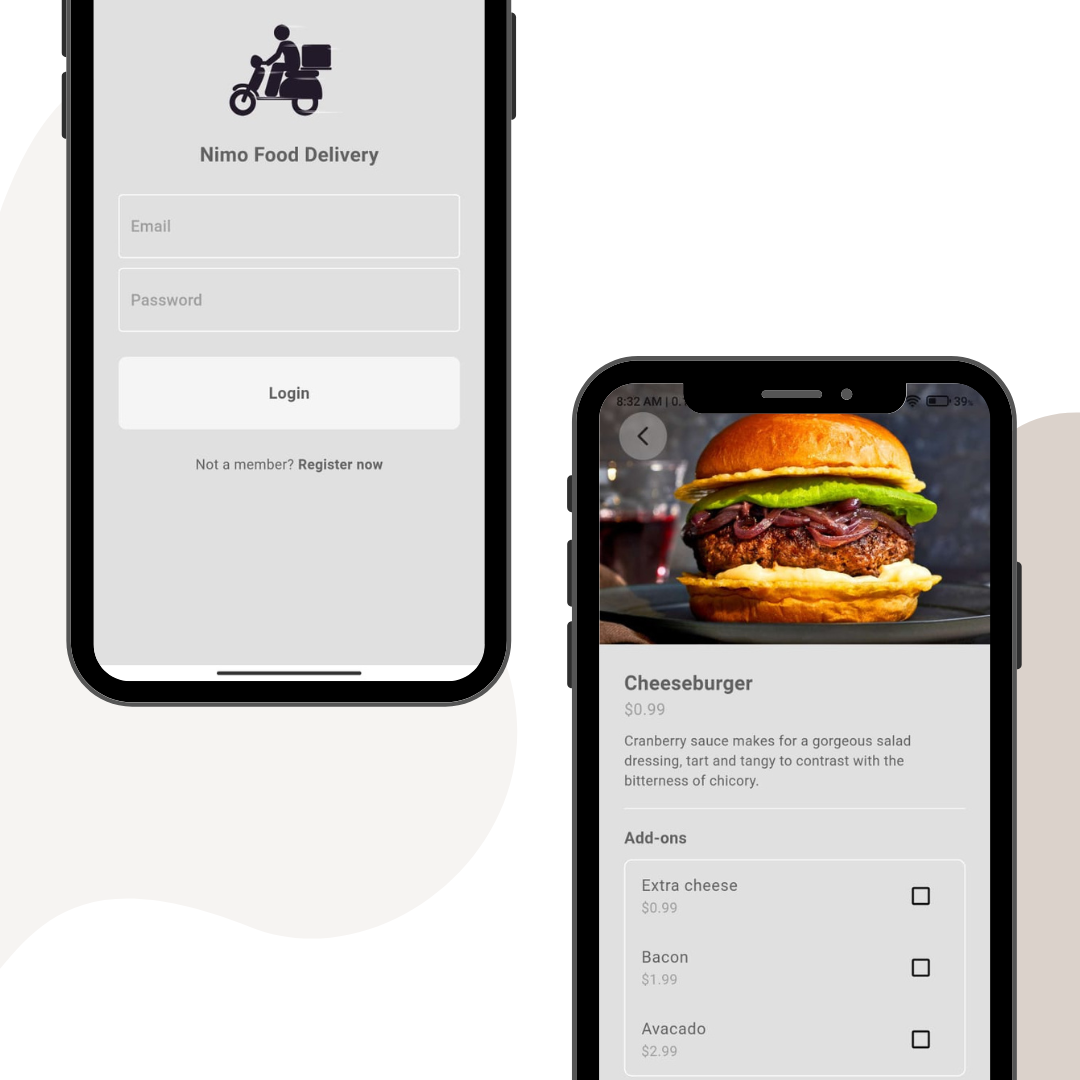 Nimo Food Delivery
Email
Password
Login
Not a member? Register now
8:32 AM | 0.
39%
Cheeseburger
$0.99
Cranberry sauce makes for a gorgeous salad
dressing, tart and tangy to contrast with the
bitterness of chicory.
Add-ons
Extra cheese
$0.99
Bacon
$1.99
Avacado
$2.99